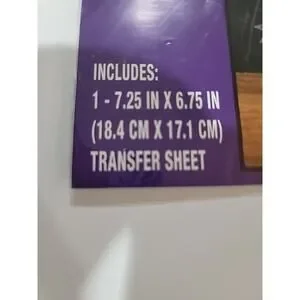 INCLUDES:
1 - 7.25 IN X 6.75 IN
(18.4 CM X 17.1 CM)
TRANSFER SHEET